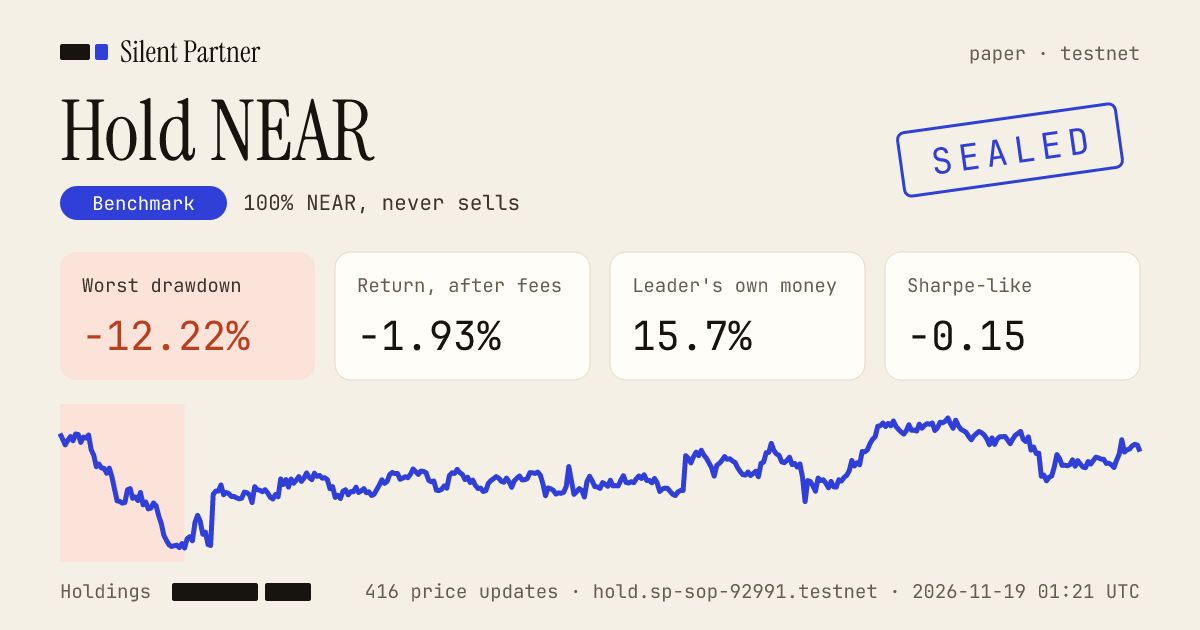 Silent Partner
paper · testnet
Hold NEAR
SEALED
Benchmark
100% NEAR, never sells
Worst drawdown
-12.22%
Return, after fees
-1.93%
Leader's own money
15.7%
Sharpe-like
-0.15
Holdings
416 price updates · hold.sp-sop-92991.testnet · 2026-11-19 01:21 UTC